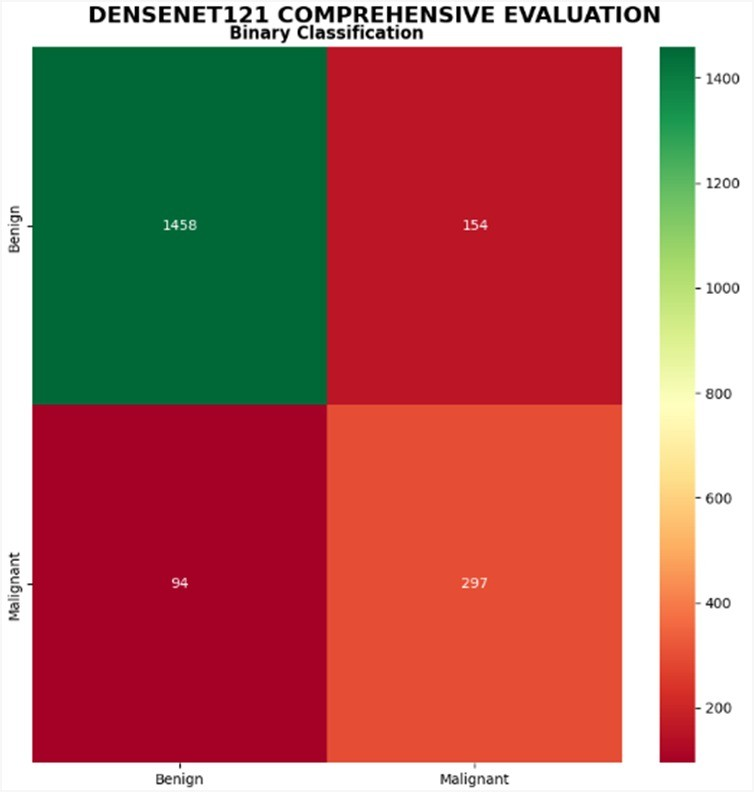 DENSENET121 COMPREHENSIVE EVALUATION
Binary Classification
1400
1200
1000
800
600
400
200
Benign
1458
154
Malignant
94
297
Benign
Malignant